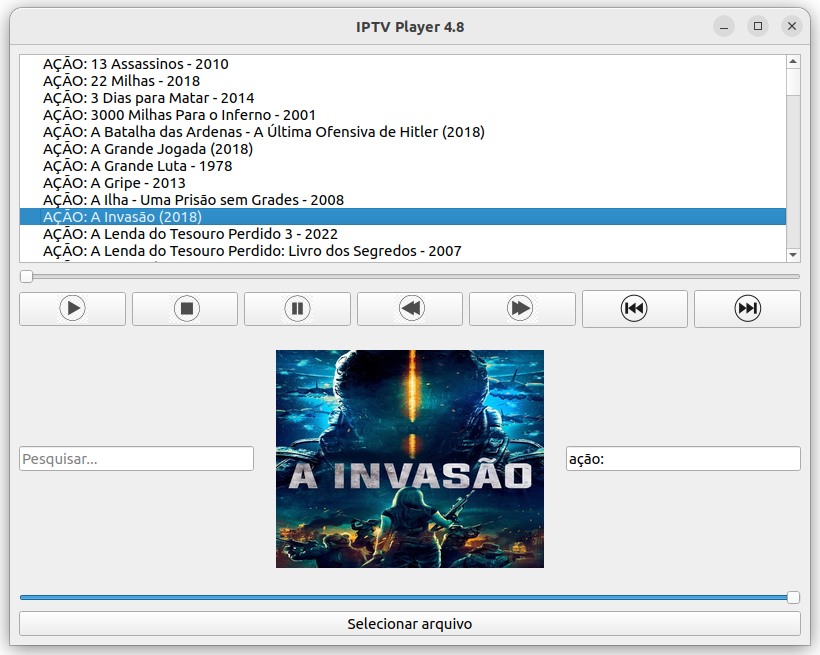 IPTV Player 4.8
AÇÃO: 13 Assassinos - 2010
AÇÃO: 22 Milhas - 2018
AÇÃO: 3 Dias para Matar - 2014
AÇÃO: 3000 Milhas Para o Inferno - 2001
AÇÃO: A Batalha das Ardenas - A Última Ofensiva de Hitler (2018)
AÇÃO: A Grande Jogada (2018)
AÇÃO: A Grande Luta - 1978
AÇÃO: A Gripe - 2013
AÇÃO: A Ilha - Uma Prisão sem Grades - 2008
AÇÃO: A Invasão (2018)
AÇÃO: A Lenda do Tesouro Perdido 3 - 2022
AÇÃO: A Lenda do Tesouro Perdido: Livro dos Segredos - 2007
Pesquisar...
A INVASÃO
ação:
Selecionar arquivo